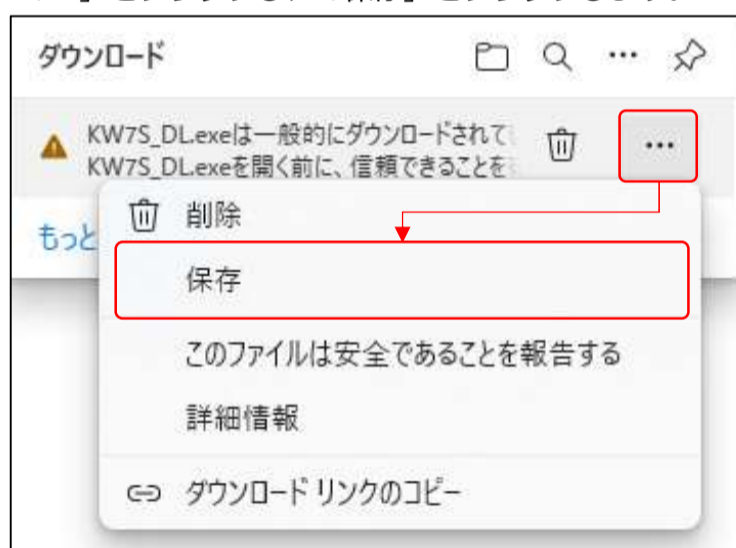 ダウンロード
KW7S_DL.exeは一般的にダウンロードされて
KW7S_DL.exeを開く前に、信頼できることを
もっと
削除
保存
このファイルは安全であることを報告する
詳細情報
ダウンロード リンクのコピー